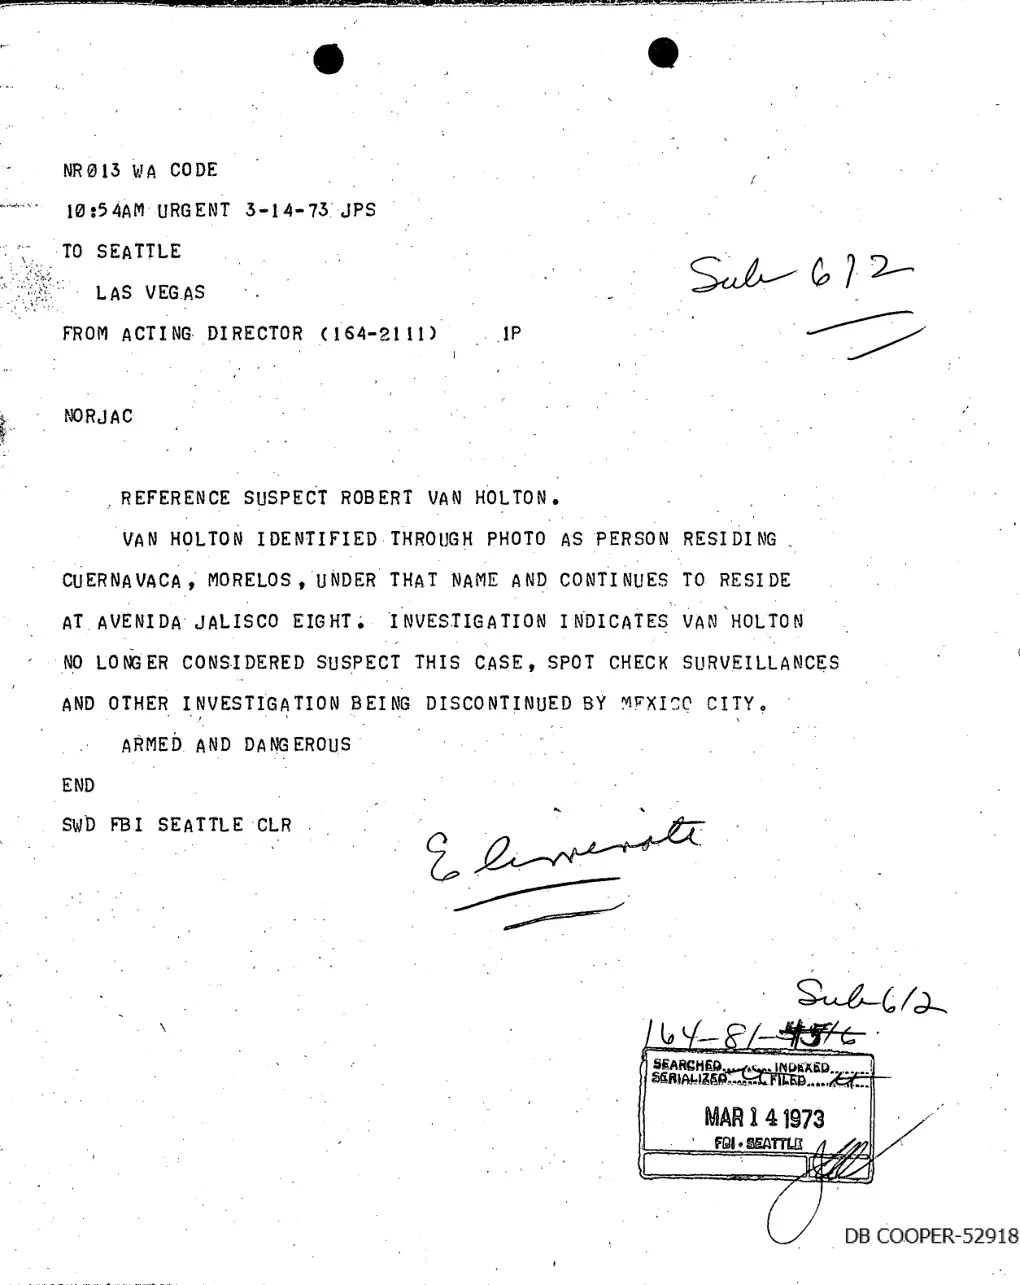 NR013 WA CODE
10:54AM URGENT 3-14-73 JPS
TO SEATTLE
LAS VEGAS
FROM ACTING DIRECTOR (164-2111) 1P
Sub 612
NORJAC
REFERENCE SUSPECT ROBERT VAN HOLTON.
VAN HOLTON IDENTIFIED THROUGH PHOTO AS PERSON RESIDING
CUERNAVACA, MORELOS, UNDER THAT NAME AND CONTINUES TO RESIDE
AT AVENIDA JALISCO EIGHT. INVESTIGATION INDICATES VAN HOLTON
NO LONGER CONSIDERED SUSPECT THIS CASE, SPOT CHECK SURVEILLANCES
AND OTHER INVESTIGATION BEING DISCONTINUED BY MEXICO CITY.
ARMED AND DANGEROUS
END
SWD FBI SEATTLE CLR
Elimenate
Sub 612
164-81-
SEARCHED INDEXED
SERIALIZED FILED
MAR 14 1973
FBI - SEATTLE
DB COOPER-52918